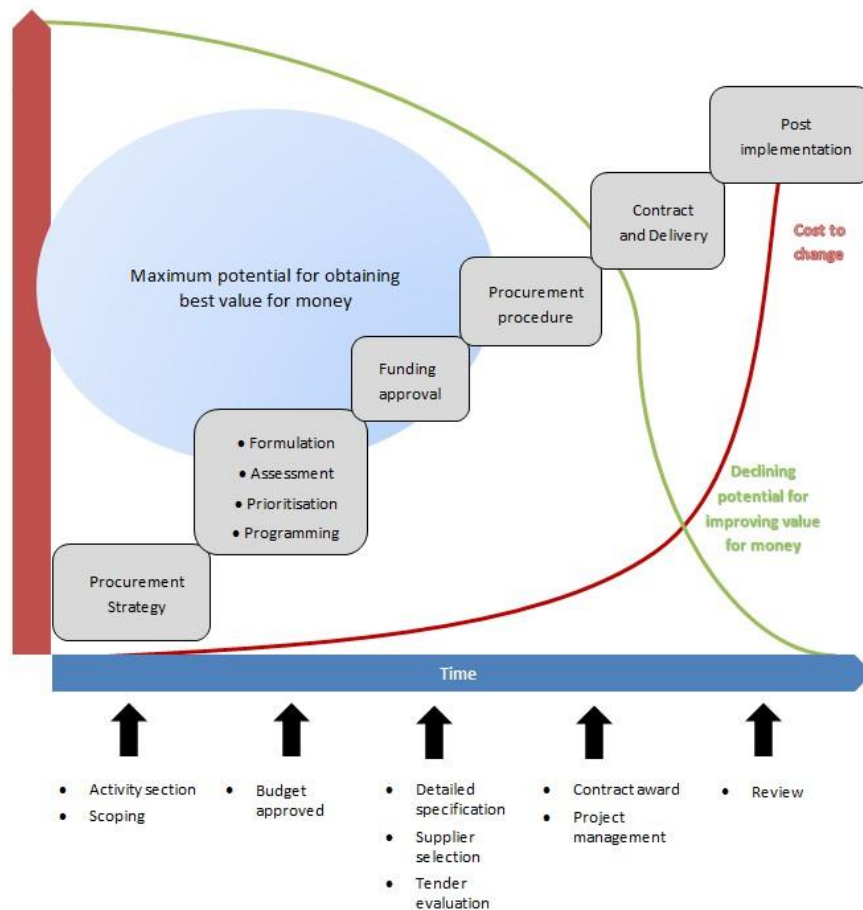 Post
implementation
Contract
and Delivery
Cost to
change
Maximum potential for obtaining
best value for money
Procurement
procedure
Funding
approval
• Formulation
• Assessment
• Prioritisation
• Programming
Declining
potential for
improving value
for money
Procurement
Strategy
Time
• Activity section
• Scoping
• Budget
approved
• Detailed
specification
• Supplier
selection
• Tender
evaluation
• Contract award
• Project
management
• Review